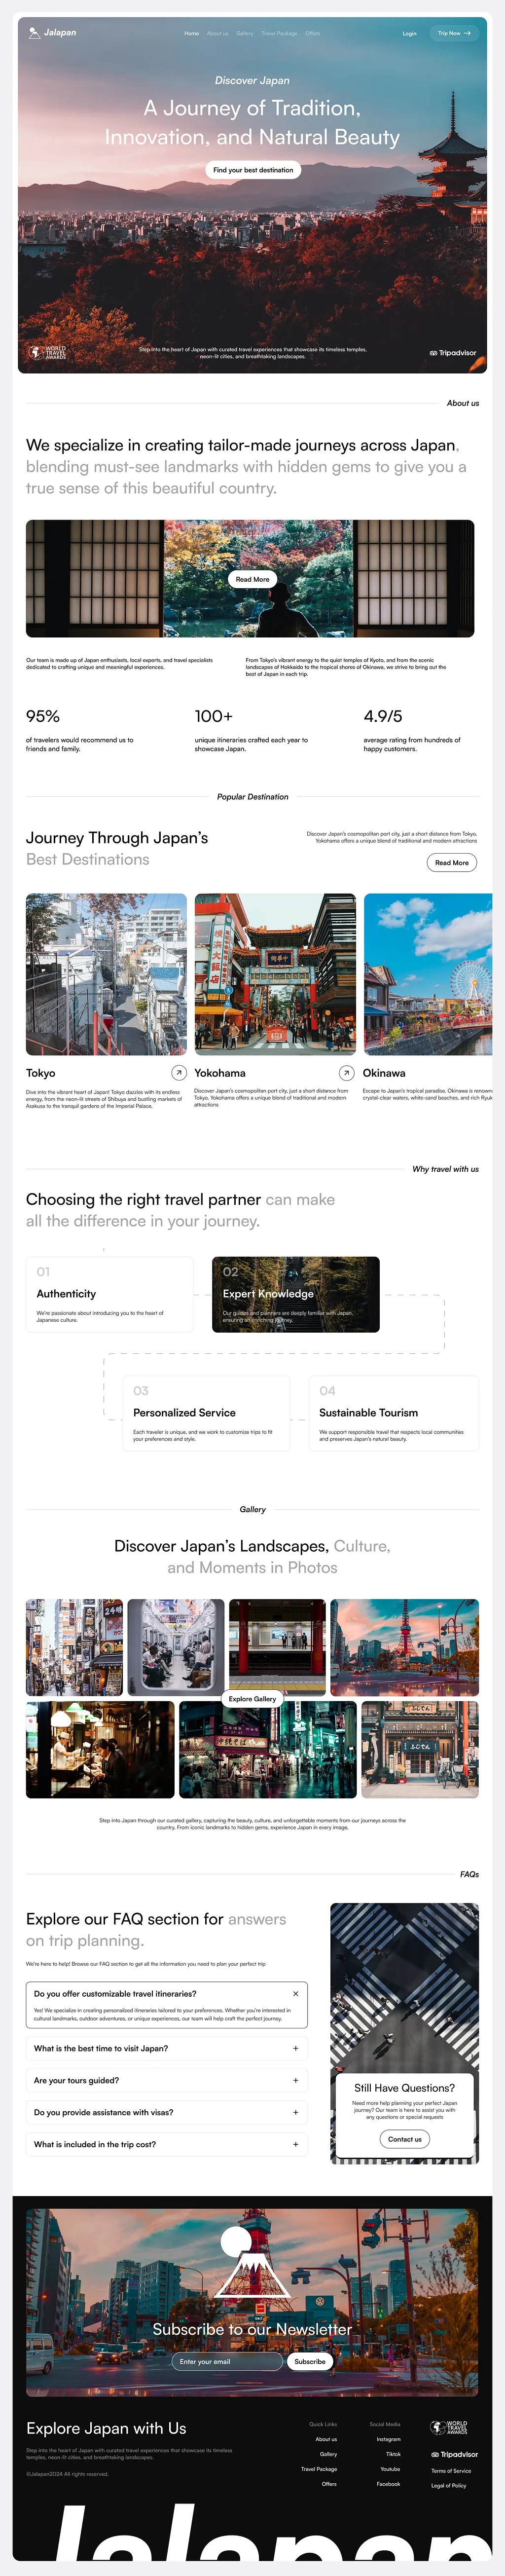 Jalapan
Home About us Gallery Travel Package Offers
Login
Trip Now
Discover Japan
A Journey of Tradition,
Innovation, and Natural Beauty
Find your best destination
WORLD
TRAVEL
AWARDS
Step into the heart of Japan with curated travel experiences that showcase its timeless temples,
neon-lit cities, and breathtaking landscapes.
Tripadvisor
About us
We specialize in creating tailor-made journeys across Japan,
blending must-see landmarks with hidden gems to give you a
true sense of this beautiful country.
Read More
Our team is made up of Japan enthusiasts, local experts, and travel specialists
dedicated to crafting unique and meaningful experiences.
From Tokyo's vibrant energy to the quiet temples of Kyoto, and from the scenic
landscapes of Hokkaido to the tropical shores of Okinawa, we strive to bring out the
best of Japan in each trip.
95%
of travelers would recommend us to
friends and family.
100+
unique itineraries crafted each year to
showcase Japan.
4.9/5
average rating from hundreds of
happy customers.
Popular Destination
Journey Through Japan's
Best Destinations
Discover Japan's cosmopolitan port city, just a short distance from Tokyo,
Yokohama offers a unique blend of traditional and modern attractions
Read More
Tokyo
Dive into the vibrant heart of Japan! Tokyo dazzles with its endless
energy, from the neon-lit streets of Shibuya and bustling markets of
Asakusa to the tranquil gardens of the Imperial Palace.
Yokohama
Discover Japan's cosmopolitan port city, just a short distance from
Tokyo. Yokohama offers a unique blend of traditional and modern
attractions
Okinawa
Escape to Japan's tropical paradise. Okinawa is renown
crystal-clear waters, white-sand beaches, and rich Ryuk
Why travel with us
Choosing the right travel partner can make
all the difference in your journey.
01
Authenticity
We're passionate about introducing you to the heart of
Japanese culture.
02
Expert Knowledge
Our guides and planners are deeply familiar with Japan,
ensuring an enriching journey.
03
Personalized Service
Each traveler is unique, and we work to customize trips to fit
your preferences and style.
04
Sustainable Tourism
We support responsible travel that respects local communities
and preserves Japan's natural beauty.
Gallery
Discover Japan's Landscapes, Culture,
and Moments in Photos
Explore Gallery
Step into Japan through our curated gallery, capturing the beauty, culture, and unforgettable moments from our journeys across the
country. From iconic landmarks to hidden gems, experience Japan in every image.
FAQs
Explore our FAQ section for answers
on trip planning.
We're here to help! Browse our FAQ section to get all the information you need to plan your perfect trip
Do you offer customizable travel itineraries?
Yes! We specialize in creating personalized itineraries tailored to your preferences. Whether you're interested in
cultural landmarks, outdoor adventures, or unique experiences, our team will help craft the perfect journey.
What is the best time to visit Japan?
Are your tours guided?
Do you provide assistance with visas?
What is included in the trip cost?
Still Have Questions?
Need more help planning your perfect Japan
journey? Our team is here to assist you with
any questions or special requests
Contact us
Subscribe to our Newsletter
Enter your email
Subscribe
Explore Japan with Us
Step into the heart of Japan with curated travel experiences that showcase its timeless
temples, neon-lit cities, and breathtaking landscapes.
©Jalapan2024 All rights reserved.
Quick Links
About us
Gallery
Travel Package
Offers
Social Media
Instagram
Tiktok
Youtube
Facebook
WORLD
TRAVEL
AWARDS
Tripadvisor
Terms of Service
Legal of Policy
Jalapan